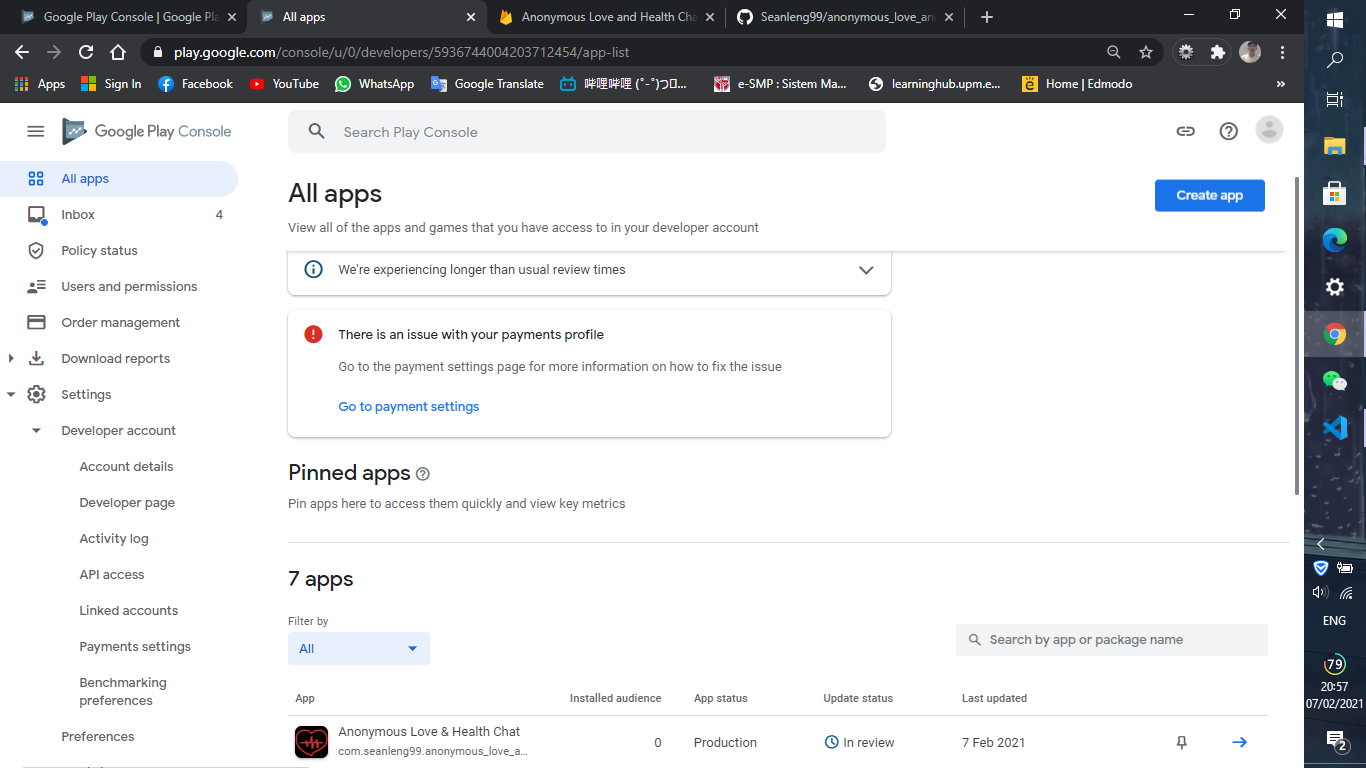 Google Play Console | Google Pla
All apps
Anonymous Love and Health Cha
Seanleng99/anonymous_love_an
play.google.com/console/u/0/developers/5936744004203712454/app-list
Apps
Sign In
Facebook
YouTube
WhatsApp
Google Translate
哔哩哔哩 (゜-゜)つ...
e-SMP : Sistem Ma...
learninghub.upm.e...
Home | Edmodo
»
Google Play Console
Search Play Console
All apps
Inbox 4
Policy status
Users and permissions
Order management
Download reports
Settings
Developer account
Account details
Developer page
Activity log
API access
Linked accounts
Payments settings
Benchmarking
preferences
Preferences
All apps
Create app
View all of the apps and games that you have access to in your developer account
We're experiencing longer than usual review times
There is an issue with your payments profile
Go to the payment settings page for more information on how to fix the issue
Go to payment settings
Pinned apps
Pin apps here to access them quickly and view key metrics
7 apps
Filter by
All
Search by app or package name
App Installed audience App status Update status Last updated
Anonymous Love & Health Chat
com.seanleng99.anonymous_love_a...
0 Production In review 7 Feb 2021
ENG
79
20:57
07/02/2021
2